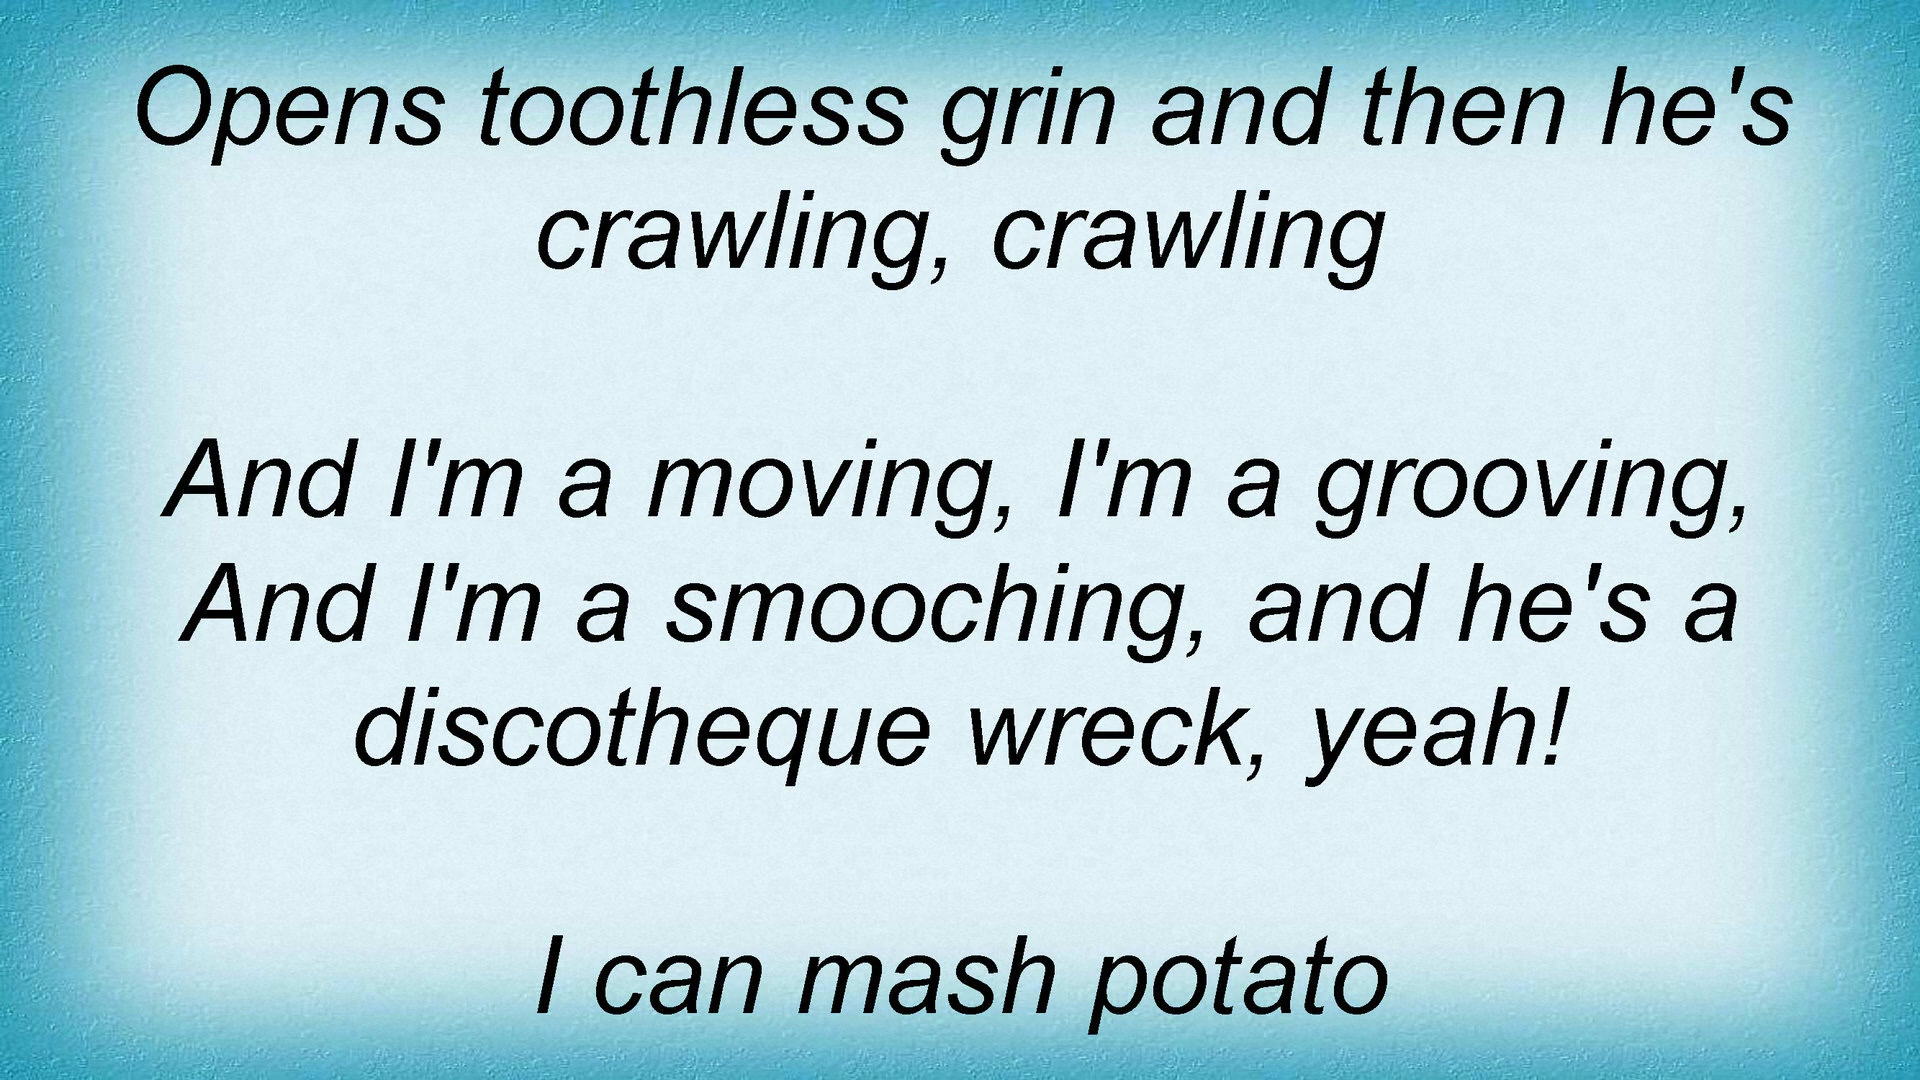 Opens toothless grin and then he's
crawling, crawling
And I'm a moving, I'm a grooving,
And I'm a smooching, and he's a
discotheque wreck, yeah!
I can mash potato